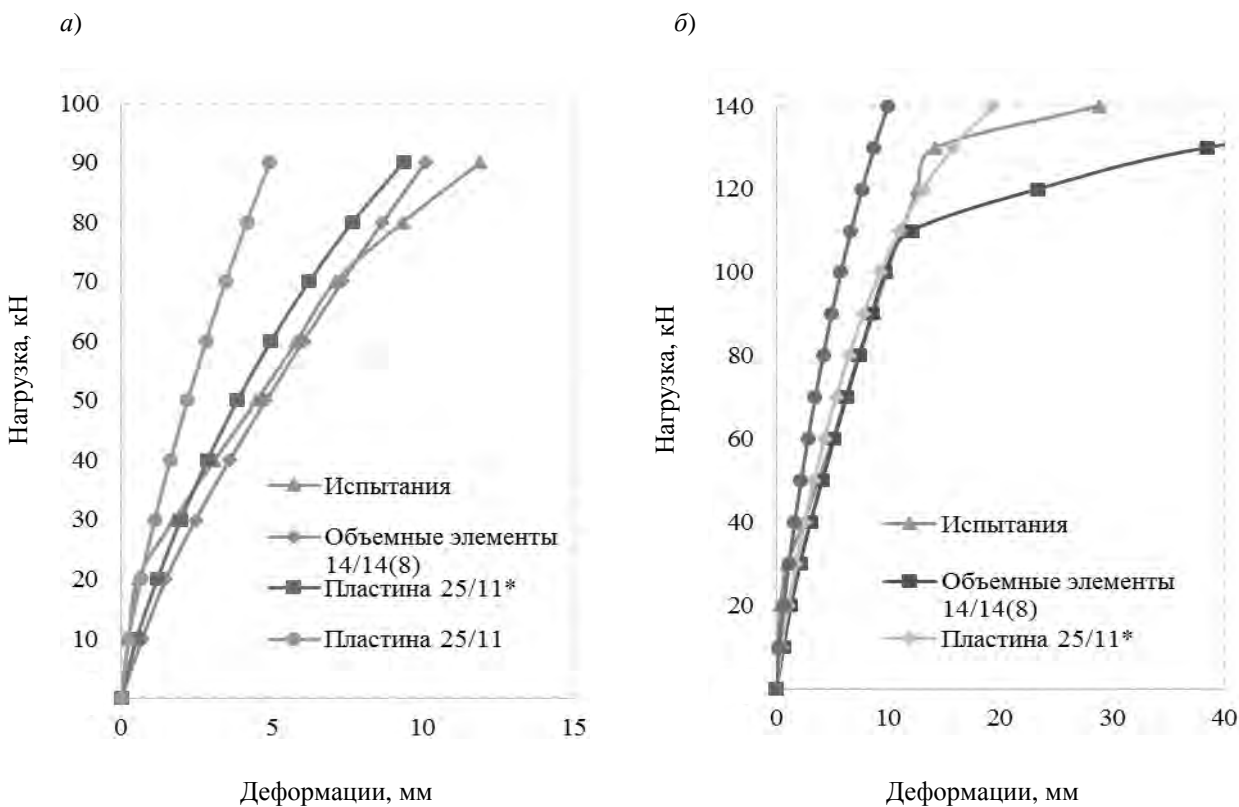 а)
100
90
80
70
60
50
40
30
20
10
0
5
10
15
Нагрузка, кН
Деформации, мм
Испытания
Объемные элементы
14/14(8)
Пластина 25/11*
Пластина 25/11
б)
140
120
100
80
60
40
20
0
10
20
30
40
Нагрузка, кН
Деформации, мм
Испытания
Объемные элементы
14/14(8)
Пластина 25/11*